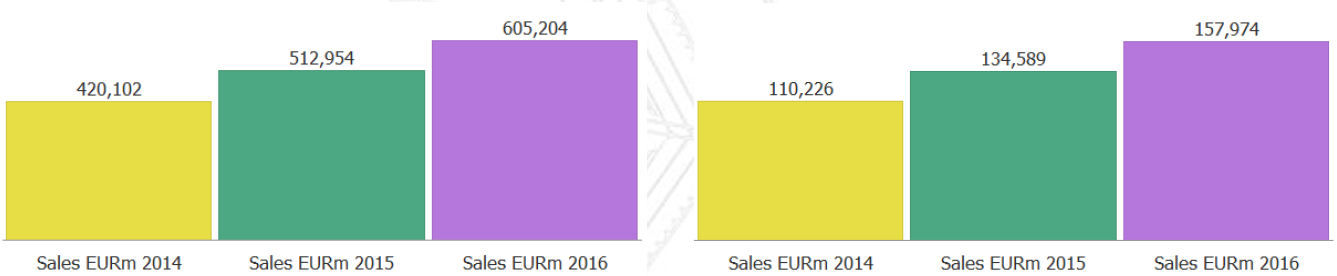 605,204
512,954
420,102
Sales EURm 2014
Sales EURm 2015
Sales EURm 2016
157,974
134,589
110,226
Sales EURm 2014
Sales EURm 2015
Sales EURm 2016